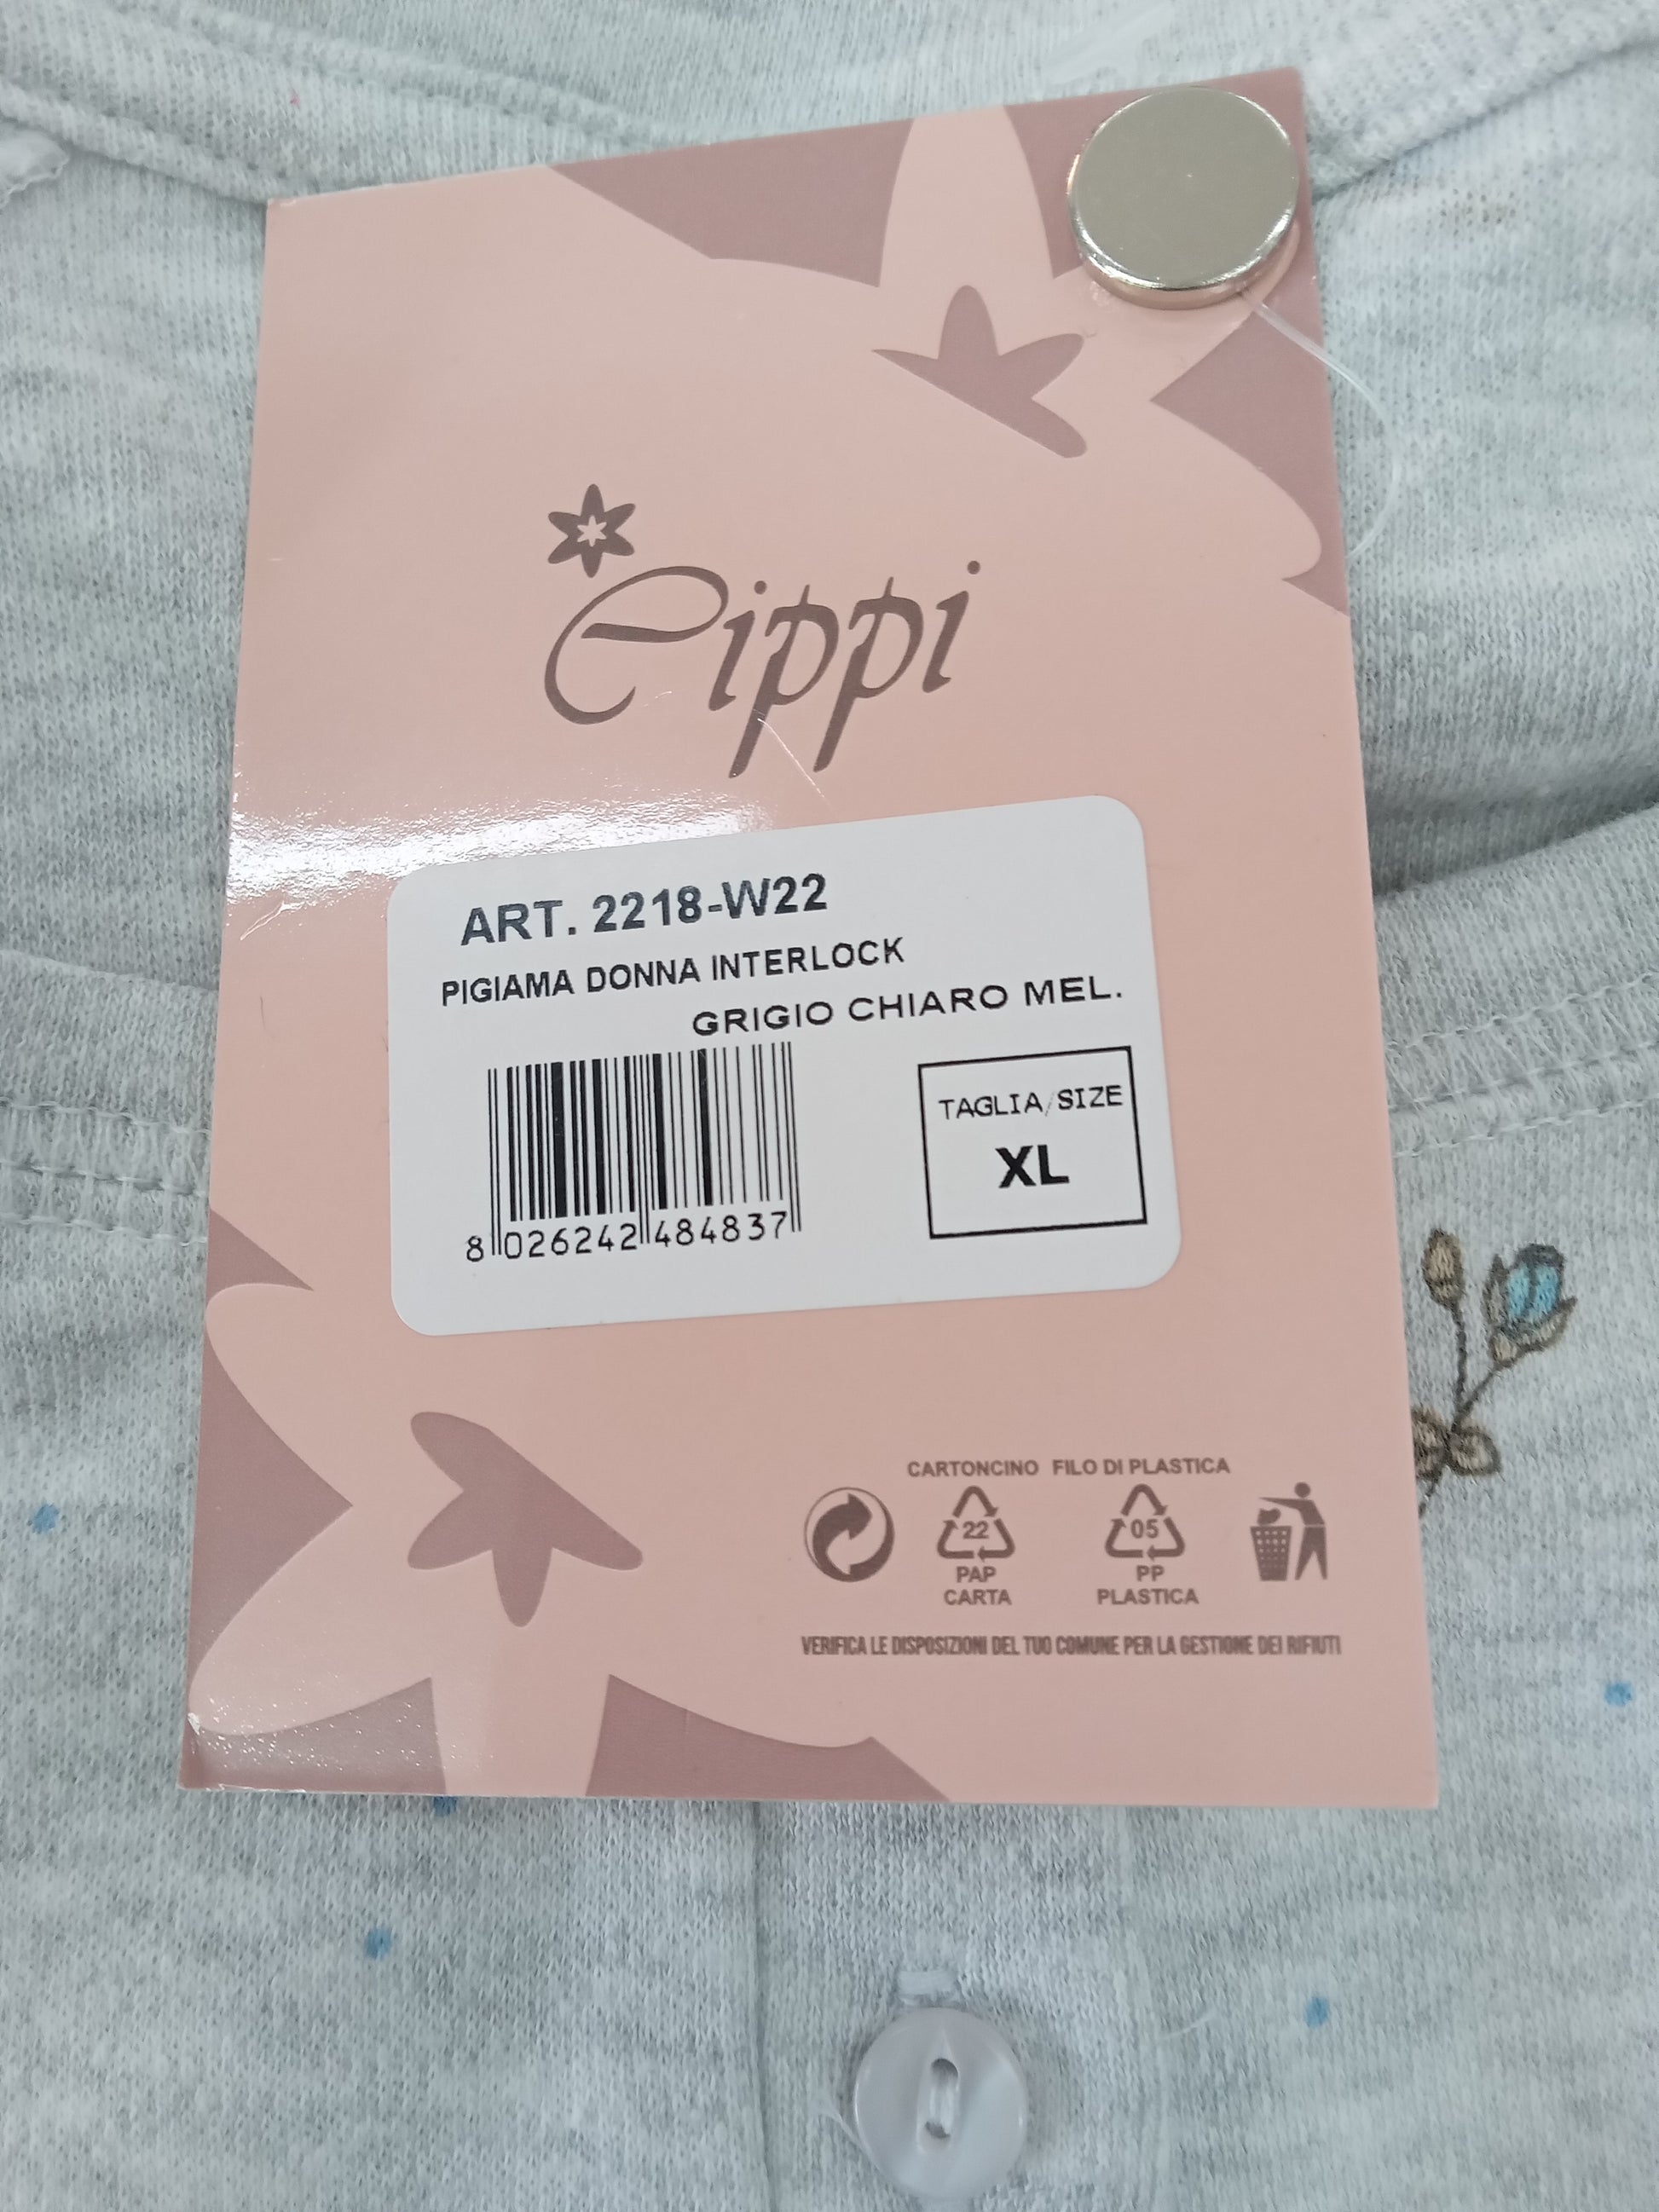 Cippi
ART. 2218-W22
PIGIAMA DONNA INTERLOCK
GRIGIO CHIARO MEL.
TAGLIA/SIZE
XL
8 026242 484837
CARTONCINO FILO DI PLASTICA
22 05
PAP PP
CARTA PLASTICA
VERIFICA LE DISPOSIZIONI DEL TUO COMUNE PER LA GESTIONE DEI RIFIUTI